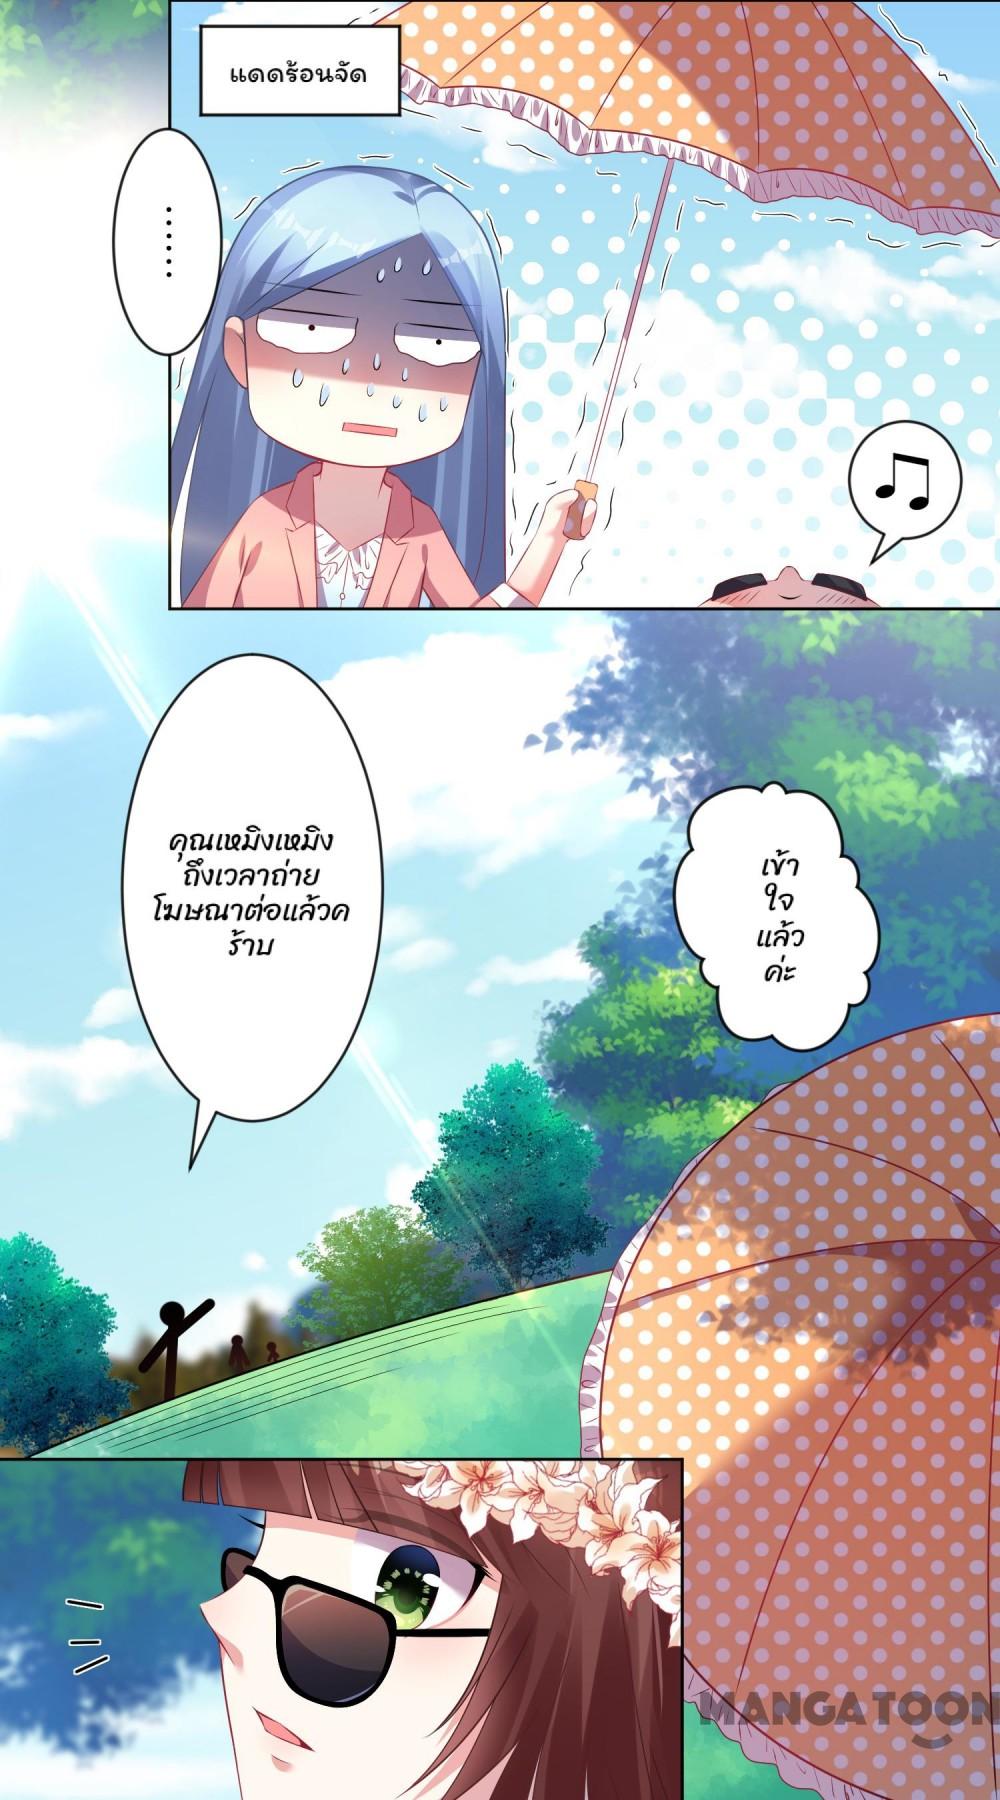 แดดร้อนจัด
......
คุณเหมิงเหมิง
ถึงเวลาถ่าย
โฆษณาต่อแล้วค
ร้าบ
เข้า
ใจ
แล้ว
ค่ะ
MANGATOON